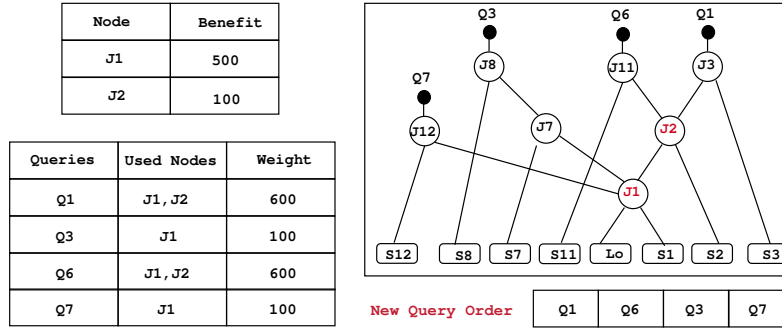 Node Benefit
J1 500
J2 100
Queries Used Nodes Weight
Q1 J1,J2 600
Q3 J1 100
Q6 J1,J2 600
Q7 J1 100
Q3 Q6 Q1
J8 J11 J3
Q7
J12 J7 J2
J1
S12 S8 S7 S11 Lo S1 S2 S3
New Query Order Q1 Q6 Q3 Q7